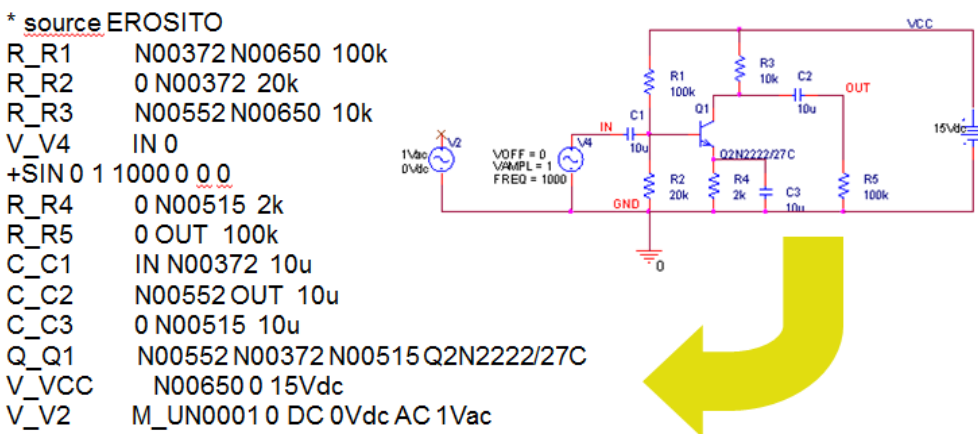 * source EROSITO
R_R1 N00372 N00650 100k
R_R2 0 N00372 20k
R_R3 N00552 N00650 10k
V_V4 IN 0
+SIN 0 1 1000 0 0 0
R_R4 0 N00515 2k
R_R5 0 OUT 100k
C_C1 IN N00372 10u
C_C2 N00552 OUT 10u
C_C3 0 N00515 10u
Q_Q1 N00552 N00372 N00515 Q2N2222/27C
V_VCC N00650 0 15Vdc
V_V2 M_UN0001 0 DC 0Vdc AC 1Vac
VCC
R1
100k
R3
10k
C2
10u
OUT
Q1
C1
10u
IN
V2
1Vac
0Vdc
V4
VOFF = 0
VAMPL = 1
FREQ = 1000
Q2N2222/27C
R2
20k
R4
2k
C3
10u
R5
100k
15Vdc
GND
0